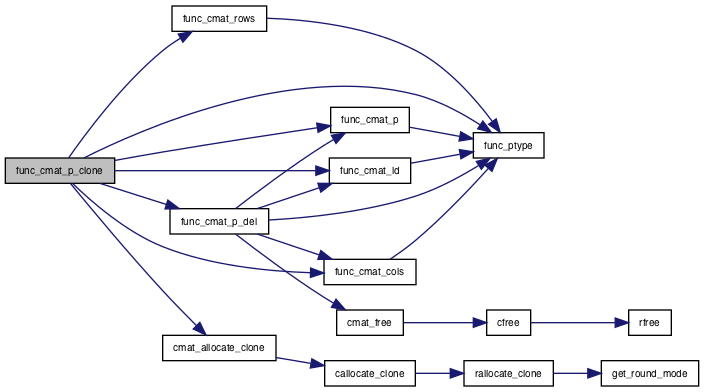 func_cmat_rows
func_cmat_p
func_ptype
func_cmat_p_clone
func_cmat_ld
func_cmat_p_del
func_cmat_cols
cmat_free
cfree
rfree
cmat_allocate_clone
callocate_clone
rallocate_clone
get_round_mode